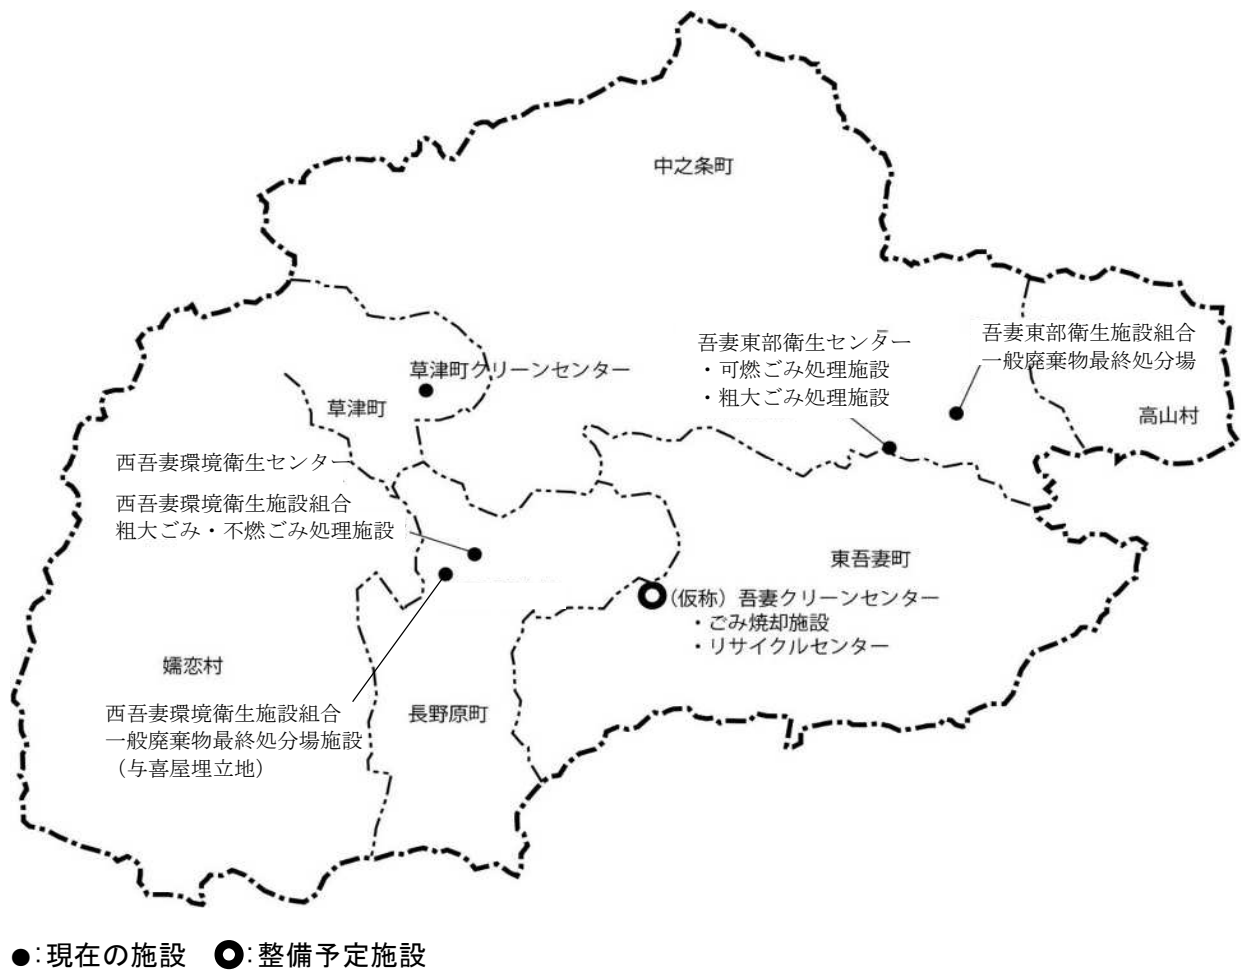 中之条町
吾妻東部衛生施設組合
一般廃棄物最終処分場
吾妻東部衛生センター
・可燃ごみ処理施設
・粗大ごみ処理施設
草津町クリーンセンター
草津町
高山村
西吾妻環境衛生センター
西吾妻環境衛生施設組合
粗大ごみ・不燃ごみ処理施設
東吾妻町
(仮称）吾妻クリーンセンター
・ごみ焼却施設
・リサイクルセンター
嬬恋村
西吾妻環境衛生施設組合
一般廃棄物最終処分場施設
（与喜屋埋立地）
長野原町
●:現在の施設 ◎:整備予定施設